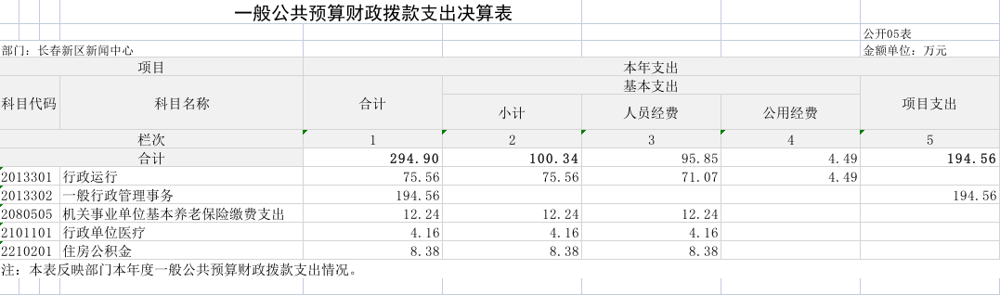 一般公共预算财政拨款支出决算表
公开05表
部门：长春新区新闻中心 金额单位：万元
项目 本年支出
科目代码 科目名称 合计 基本支出 项目支出
小计 人员经费 公用经费
栏次 1 2 3 4 5
合计 294.90 100.34 95.85 4.49 194.56
2013301 行政运行 75.56 75.56 71.07 4.49
2013302 一般行政管理事务 194.56 194.56
2080505 机关事业单位基本养老保险缴费支出 12.24 12.24 12.24
2101101 行政单位医疗 4.16 4.16 4.16
2210201 住房公积金 8.38 8.38 8.38
注：本表反映部门本年度一般公共预算财政拨款支出情况。